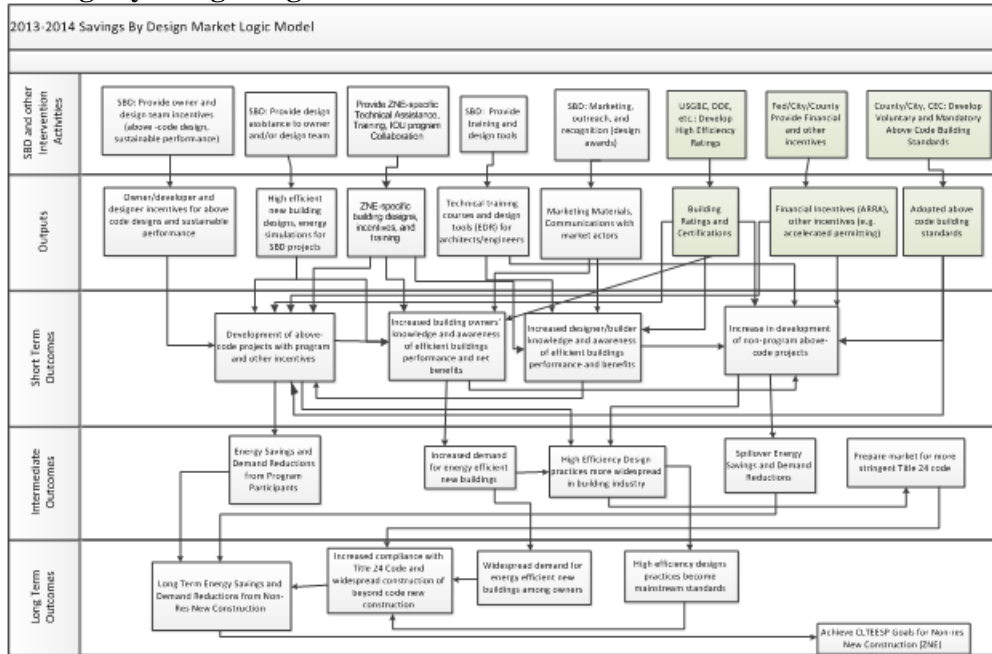 2013-2014 Savings By Design Market Logic Model
SBD and other
Intervention
Activities
SBD: Provide owner and
design team incentives
(above -code design,
sustainable performance)
SBD: Provide design
assistance to owner
and/or design team
Provide ZNE-specific
Technical Assistance,
Training, IOU program
Collaboration
SBD: Provide
training and
design tools
SBD: Marketing,
outreach, and
recognition (design
awards)
USGBC, DOE,
etc.: Develop
High Efficiency
Ratings
Fed/City/County
Provide Financial
and other
incentives
County/City, CEC: Develop
Voluntary and Mandatory
Above Code Building
Standards
Outputs
Owner/developer and
designer incentives for above
code designs and sustainable
performance
High efficient
new building
designs, energy
simulations for
SBD projects
ZNE-specific
building designs,
incentives, and
training
Technical training
courses and design
tools (EDR) for
architects/engineers
Marketing Materials,
Communications with
market actors
Building
Ratings and
Certifications
Financial Incentives (ARRA),
other incentives (e.g.
accelerated permitting)
Adopted above
code building
standards
Short Term
Outcomes
Development of above-
code projects with program
and other incentives
Increased building owners'
knowledge and awareness
of efficient buildings
performance and net
benefits
Increased designer/builder
knowledge and awareness
of efficient buildings
performance and benefits
Increase in development
of non-program above-
code projects
Intermediate
Outcomes
Energy Savings and
Demand Reductions
from Program
Participants
Increased demand
for energy efficient
new buildings
High Efficiency Design
practices more widespread
in building industry
Spillover Energy
Savings and Demand
Reductions
Prepare market for more
stringent Title 24 code
Long Term
Outcomes
Long Term Energy Savings and
Demand Reductions from Non-
Res New Construction
Increased compliance with
Title 24 Code and
widespread construction of
beyond code new
construction
Widespread demand for
energy efficient new
buildings among owners
High efficiency designs
practices become
mainstream standards
Achieve CLTEESP Goals for Non-res
New Construction (ZNE)